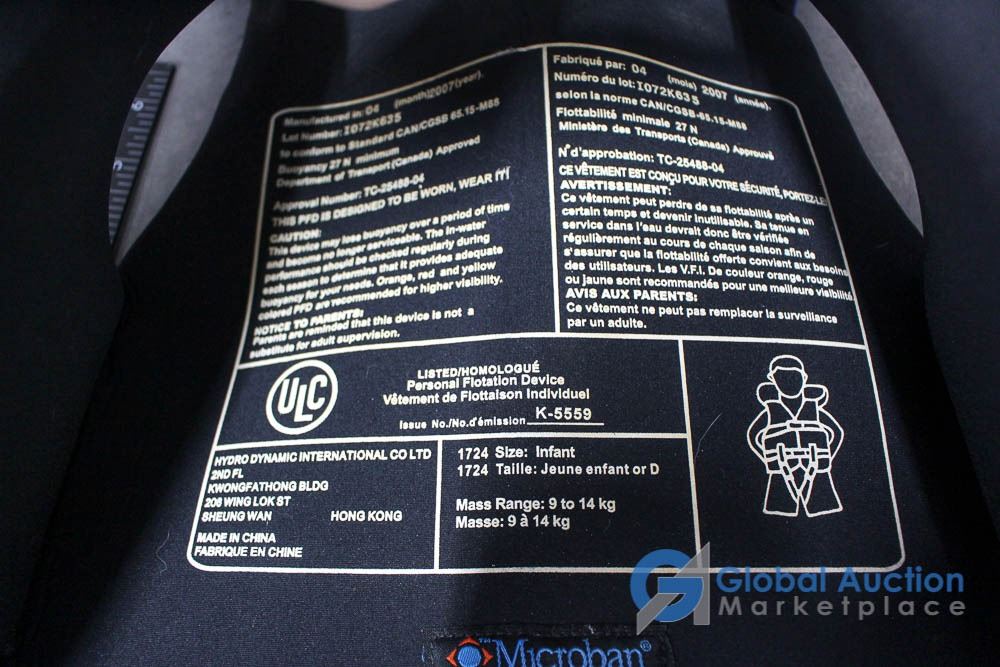 Manufactured in: 04 (month)2007(year).
Lot Number: I072K635
to conform to Standard CAN/CGSB 65.15-M88
Buoyancy 27 N minimum
Department of Transport (Canada) Approved
Approval Number: TC-25488-04
THIS PFD IS DESIGNED TO BE WORN, WEAR IT!
CAUTION:
This device may lose buoyancy over a period of time
and become no longer serviceable. The in-water
performance should be checked regularly during
each season to determine that it provides adequate
buoyancy for your needs. Orange, red and yellow
colored PFD are recommended for higher visibility.
NOTICE TO PARENTS:
Parents are reminded that this device is not a
substitute for adult supervision.
Fabriqué par: 04 (mois) 2007 (année).
Numéro du lot: I072K635
selon la norme CAN/CGSB-65.15-M88
Flottabilité minimale 27 N
Ministère des Transports (Canada) Approuvé
N° d'approbation: TC-25488-04
CE VÊTEMENT EST CONÇU POUR VOTRE SÉCURITÉ, PORTEZ-LE
AVERTISSEMENT:
Ce vêtement peut perdre de sa flottabilité après un
certain temps et devenir inutilisable. Sa tenue en
service dans l'eau devrait donc être vérifiée
régulièrement au cours de chaque saison afin de
s'assurer que la flottabilité offerte convient aux besoins
des utilisateurs. Les V.F.I. De couleur orange, rouge
ou jaune sont recommandés pour une meilleure visibilité
AVIS AUX PARENTS:
Ce vêtement ne peut pas remplacer la surveillance
par un adulte.
ULC
LISTED/HOMOLOGUÉ
Personal Flotation Device
Vêtement de Flottaison Individuel
Issue No./No.d'émission K-5559
HYDRO DYNAMIC INTERNATIONAL CO LTD
2ND FL
KWONGFATHONG BLDG
206 WING LOK ST
SHEUNG WAN HONG KONG
MADE IN CHINA
FABRIQUE EN CHINE
1724 Size: Infant
1724 Taille: Jeune enfant or D
Mass Range: 9 to 14 kg
Masse: 9 à 14 kg
Global Auction
Marketplace
Microban®